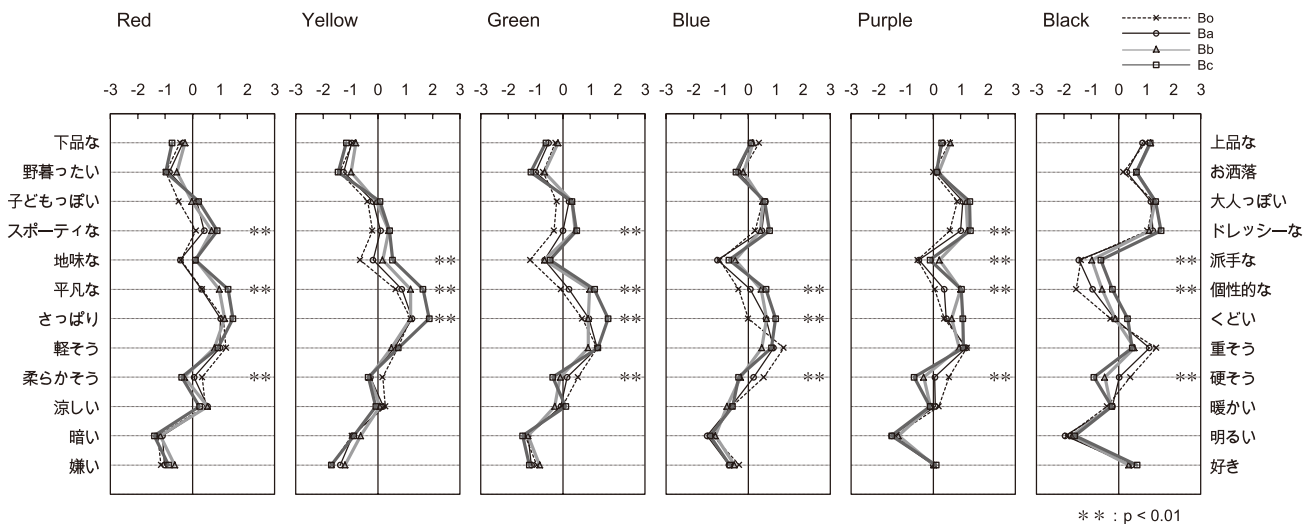 Red Yellow Green Blue Purple Black
Bo
Ba
Bb
Bc
-3 -2 -1 0 1 2 3 -3 -2 -1 0 1 2 3 -3 -2 -1 0 1 2 3 -3 -2 -1 0 1 2 3 -3 -2 -1 0 1 2 3 -3 -2 -1 0 1 2 3
下品な 上品な
野暮ったい お洒落
子どもっぽい 大人っぽい
スポーティな ** ** ** ドレッシーな
地味な ** ** ** 派手な
平凡な ** ** ** ** ** ** 個性的な
さっぱり ** ** ** ** くどい
軽そう 重そう
柔らかそう ** ** ** ** ** 硬そう
涼しい 暖かい
暗い 明るい
嫌い 好き
** : p < 0.01